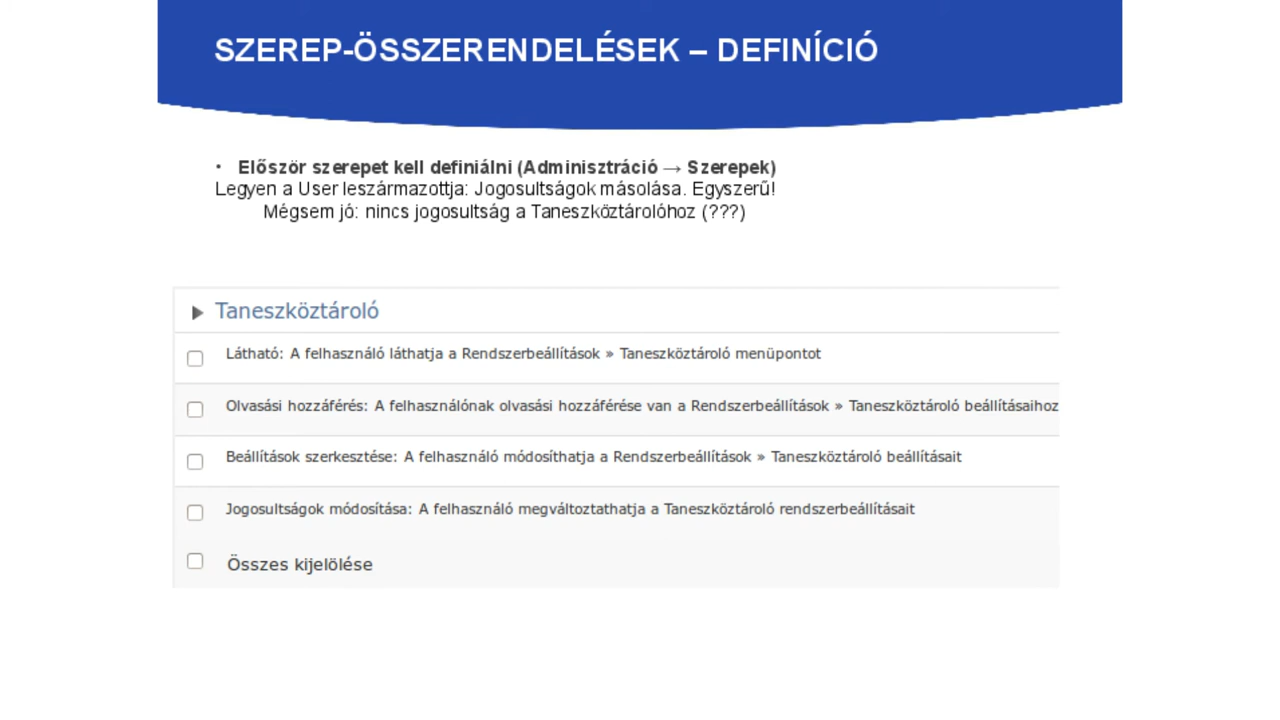 SZEREP-ÖSSZERENDELÉSEK – DEFINÍCIÓ
• Először szerepet kell definiálni (Adminisztráció → Szerepek)
Legyen a User leszármazottja: Jogosultságok másolása. Egyszerű!
Mégsem jó: nincs jogosultság a Taneszköztárolóhoz (???)
Taneszköztároló
Látható: A felhasználó láthatja a Rendszerbeállítások » Taneszköztároló menüpontot
Olvasási hozzáférés: A felhasználónak olvasási hozzáférése van a Rendszerbeállítások » Taneszköztároló beállításaihoz
Beállítások szerkesztése: A felhasználó módosíthatja a Rendszerbeállítások » Taneszköztároló beállításait
Jogosultságok módosítása: A felhasználó megváltoztathatja a Taneszköztároló rendszerbeállításait
Összes kijelölése